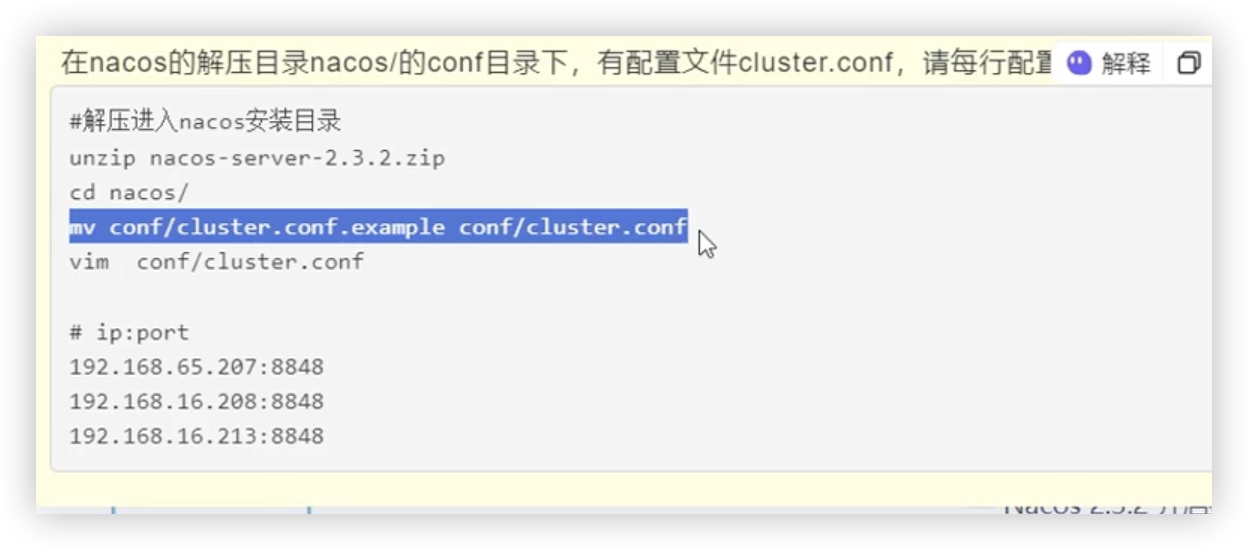 在nacos的解压目录nacos/的conf目录下，有配置文件cluster.conf，请每行配置
解释
#解压进入nacos安装目录
unzip nacos-server-2.3.2.zip
cd nacos/
mv conf/cluster.conf.example conf/cluster.conf
vim  conf/cluster.conf
# ip:port
192.168.65.207:8848
192.168.16.208:8848
192.168.16.213:8848
Nacos 2.3.2